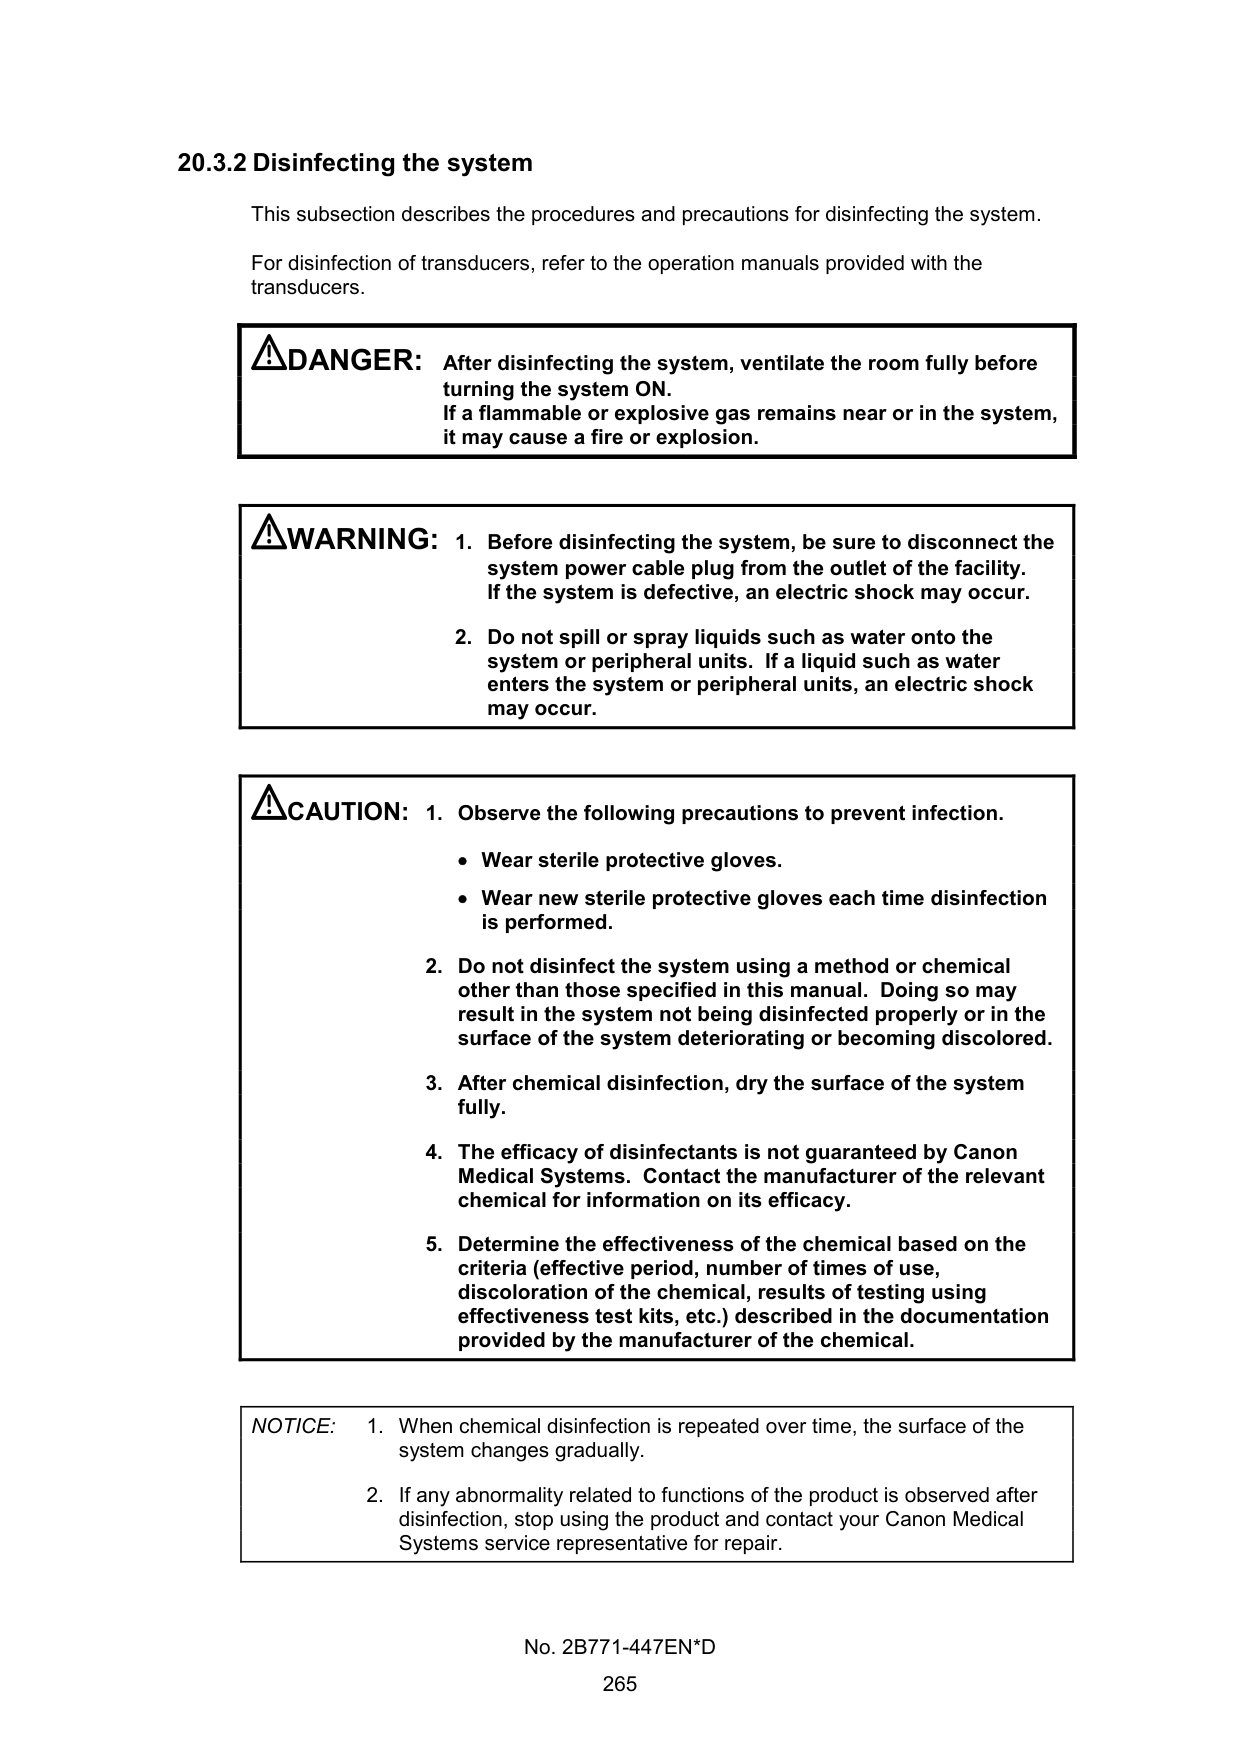 20.3.2 Disinfecting the system
This subsection describes the procedures and precautions for disinfecting the system.
For disinfection of transducers, refer to the operation manuals provided with the
transducers.
DANGER: After disinfecting the system, ventilate the room fully before
turning the system ON.
If a flammable or explosive gas remains near or in the system,
it may cause a fire or explosion.
WARNING: 1. Before disinfecting the system, be sure to disconnect the
system power cable plug from the outlet of the facility.
If the system is defective, an electric shock may occur.
2. Do not spill or spray liquids such as water onto the
system or peripheral units. If a liquid such as water
enters the system or peripheral units, an electric shock
may occur.
CAUTION: 1. Observe the following precautions to prevent infection.
• Wear sterile protective gloves.
• Wear new sterile protective gloves each time disinfection
is performed.
2. Do not disinfect the system using a method or chemical
other than those specified in this manual. Doing so may
result in the system not being disinfected properly or in the
surface of the system deteriorating or becoming discolored.
3. After chemical disinfection, dry the surface of the system
fully.
4. The efficacy of disinfectants is not guaranteed by Canon
Medical Systems. Contact the manufacturer of the relevant
chemical for information on its efficacy.
5. Determine the effectiveness of the chemical based on the
criteria (effective period, number of times of use,
discoloration of the chemical, results of testing using
effectiveness test kits, etc.) described in the documentation
provided by the manufacturer of the chemical.
NOTICE: 1. When chemical disinfection is repeated over time, the surface of the
system changes gradually.
2. If any abnormality related to functions of the product is observed after
disinfection, stop using the product and contact your Canon Medical
Systems service representative for repair.
No. 2B771-447EN*D
265